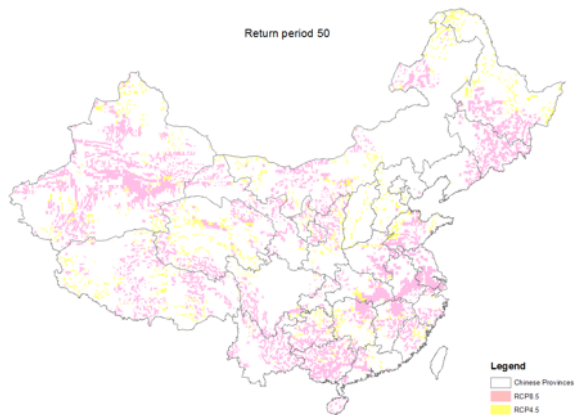 Return period 50
Legend
Chinese Provinces
RCP8.5
RCP4.5